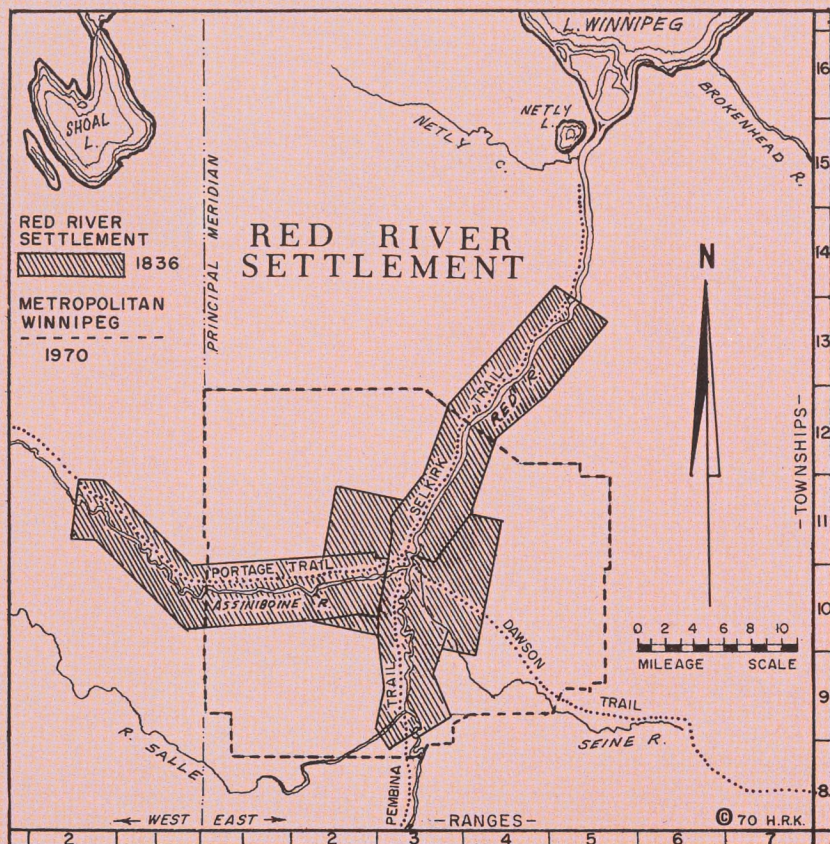 L. WINNIPEG
16
SHOAL
L.
NETLY
L.
NETLY C.
BROKENHEAD R.
15
PRINCIPAL MERIDIAN
RED RIVER
SETTLEMENT
1836
METROPOLITAN
WINNIPEG
1970
RED RIVER
SETTLEMENT
14
N
13
SELKIRK TRAIL
RED R.
12
-TOWNSHIPS-
11
PORTAGE TRAIL
ASSINIBOINE R.
10
DAWSON TRAIL
0 2 4 6 8 10
MILEAGE SCALE
9
R. SALLE
PEMBINA TRAIL
SEINE R.
8
← WEST EAST →
-RANGES-
© 70 H.R.K.
2 1 1 2 3 4 5 6 7